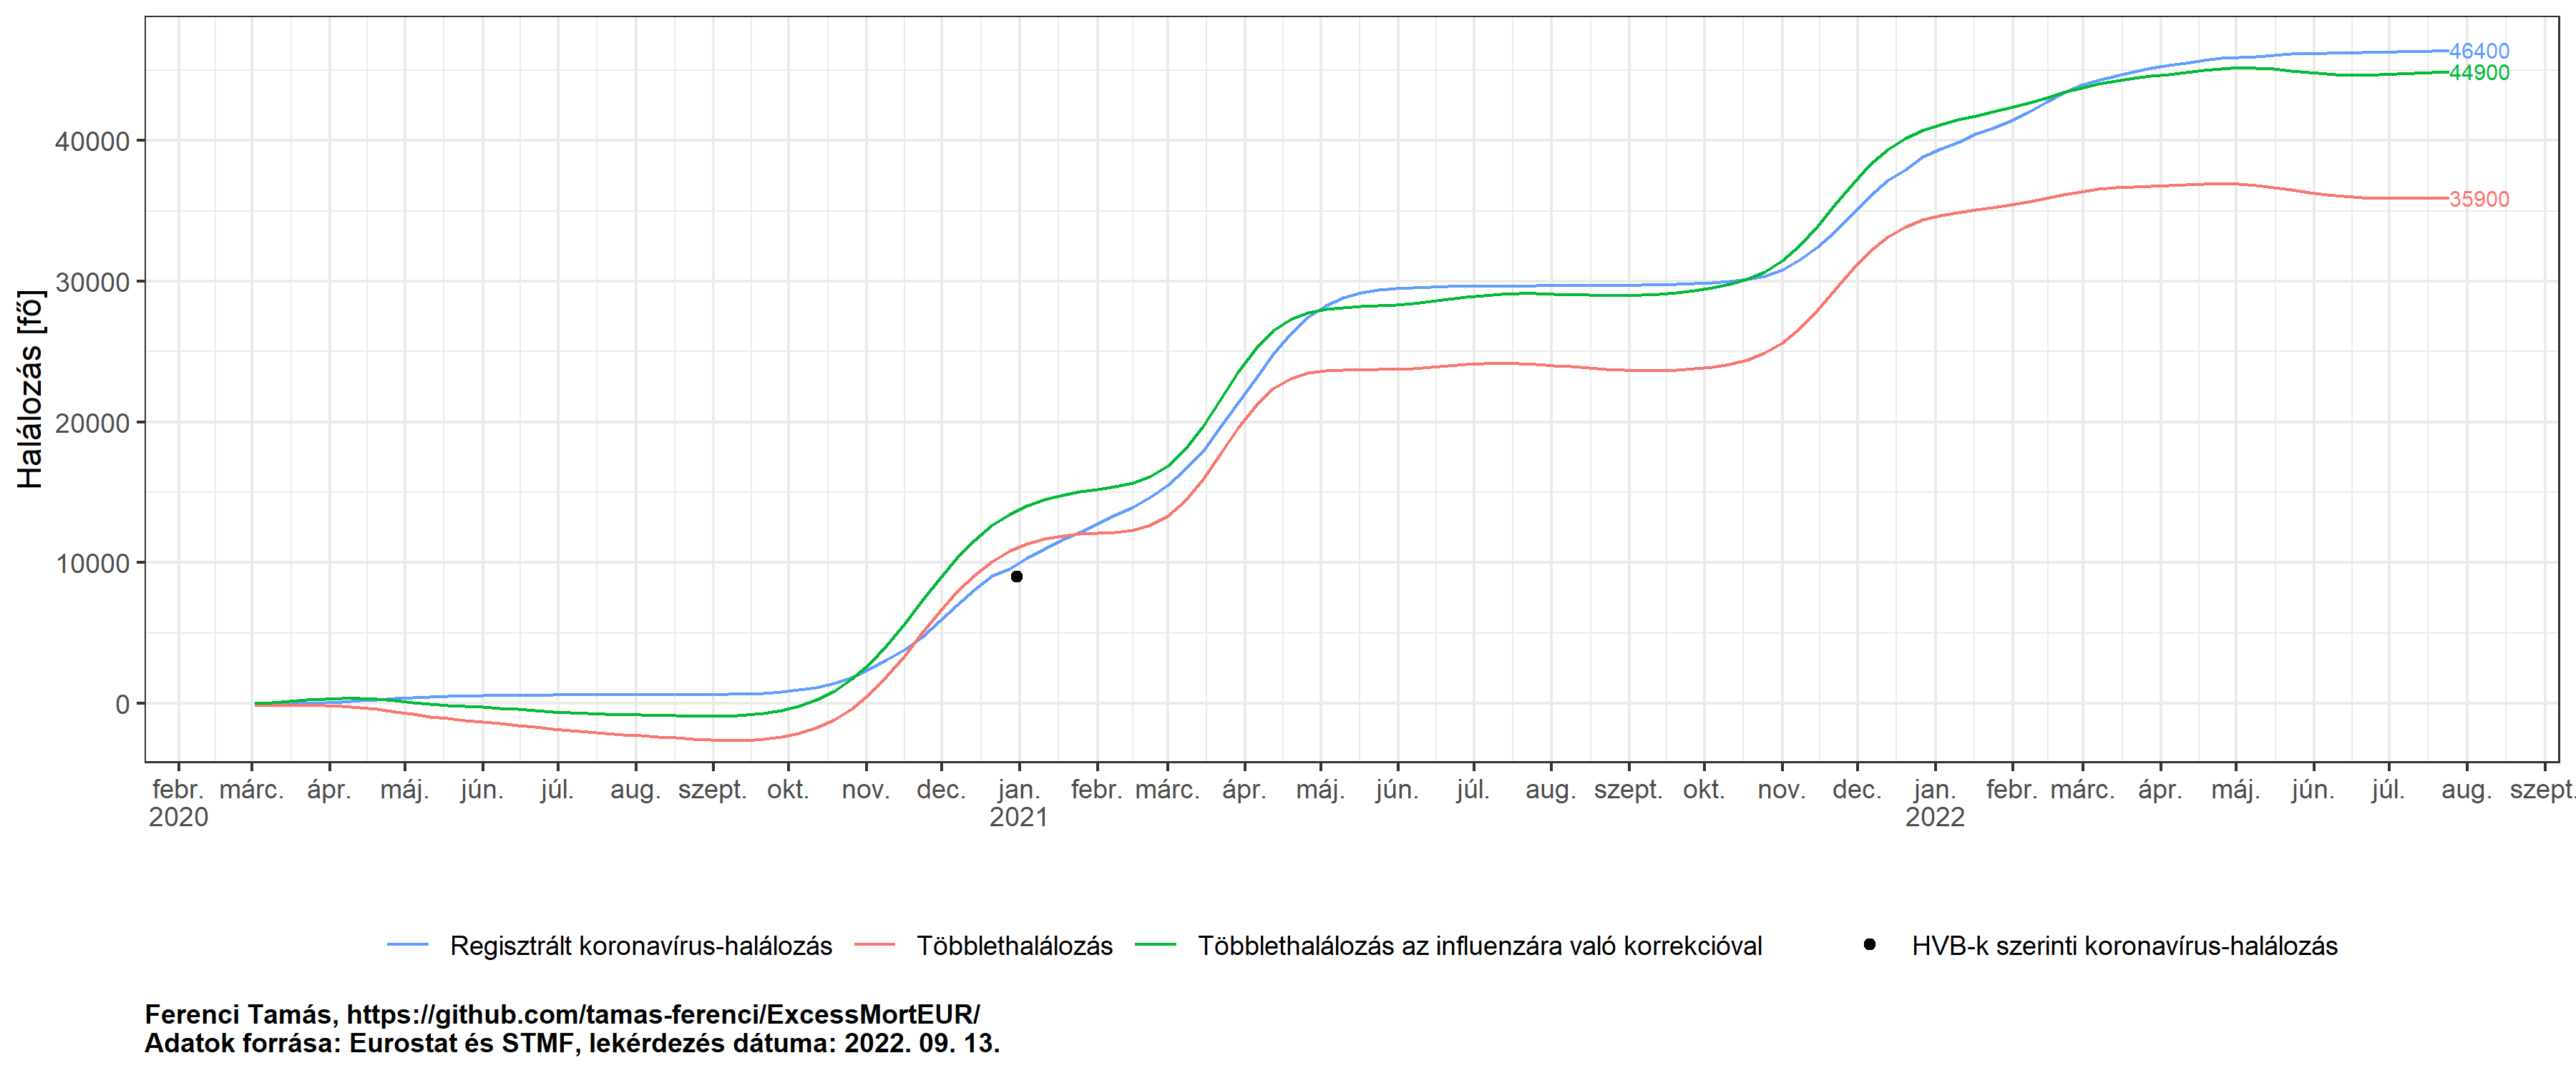 46400
44900
40000
35900
30000
Halálozás [fő]
20000
10000
0
febr. márc. ápr. máj. jún. júl. aug. szept. okt. nov. dec. jan. febr. márc. ápr. máj. jún. júl. aug. szept. okt. nov. dec. jan. febr. márc. ápr. máj. jún. júl. aug. szept.
2020 2021 2022
Regisztrált koronavírus-halálozás Többlethalálozás Többlethalálozás az influenzára való korrekcióval HVB-k szerinti koronavírus-halálozás
Ferenci Tamás, https://github.com/tamas-ferenci/ExcessMortEUR/
Adatok forrása: Eurostat és STMF, lekérdezés dátuma: 2022. 09. 13.